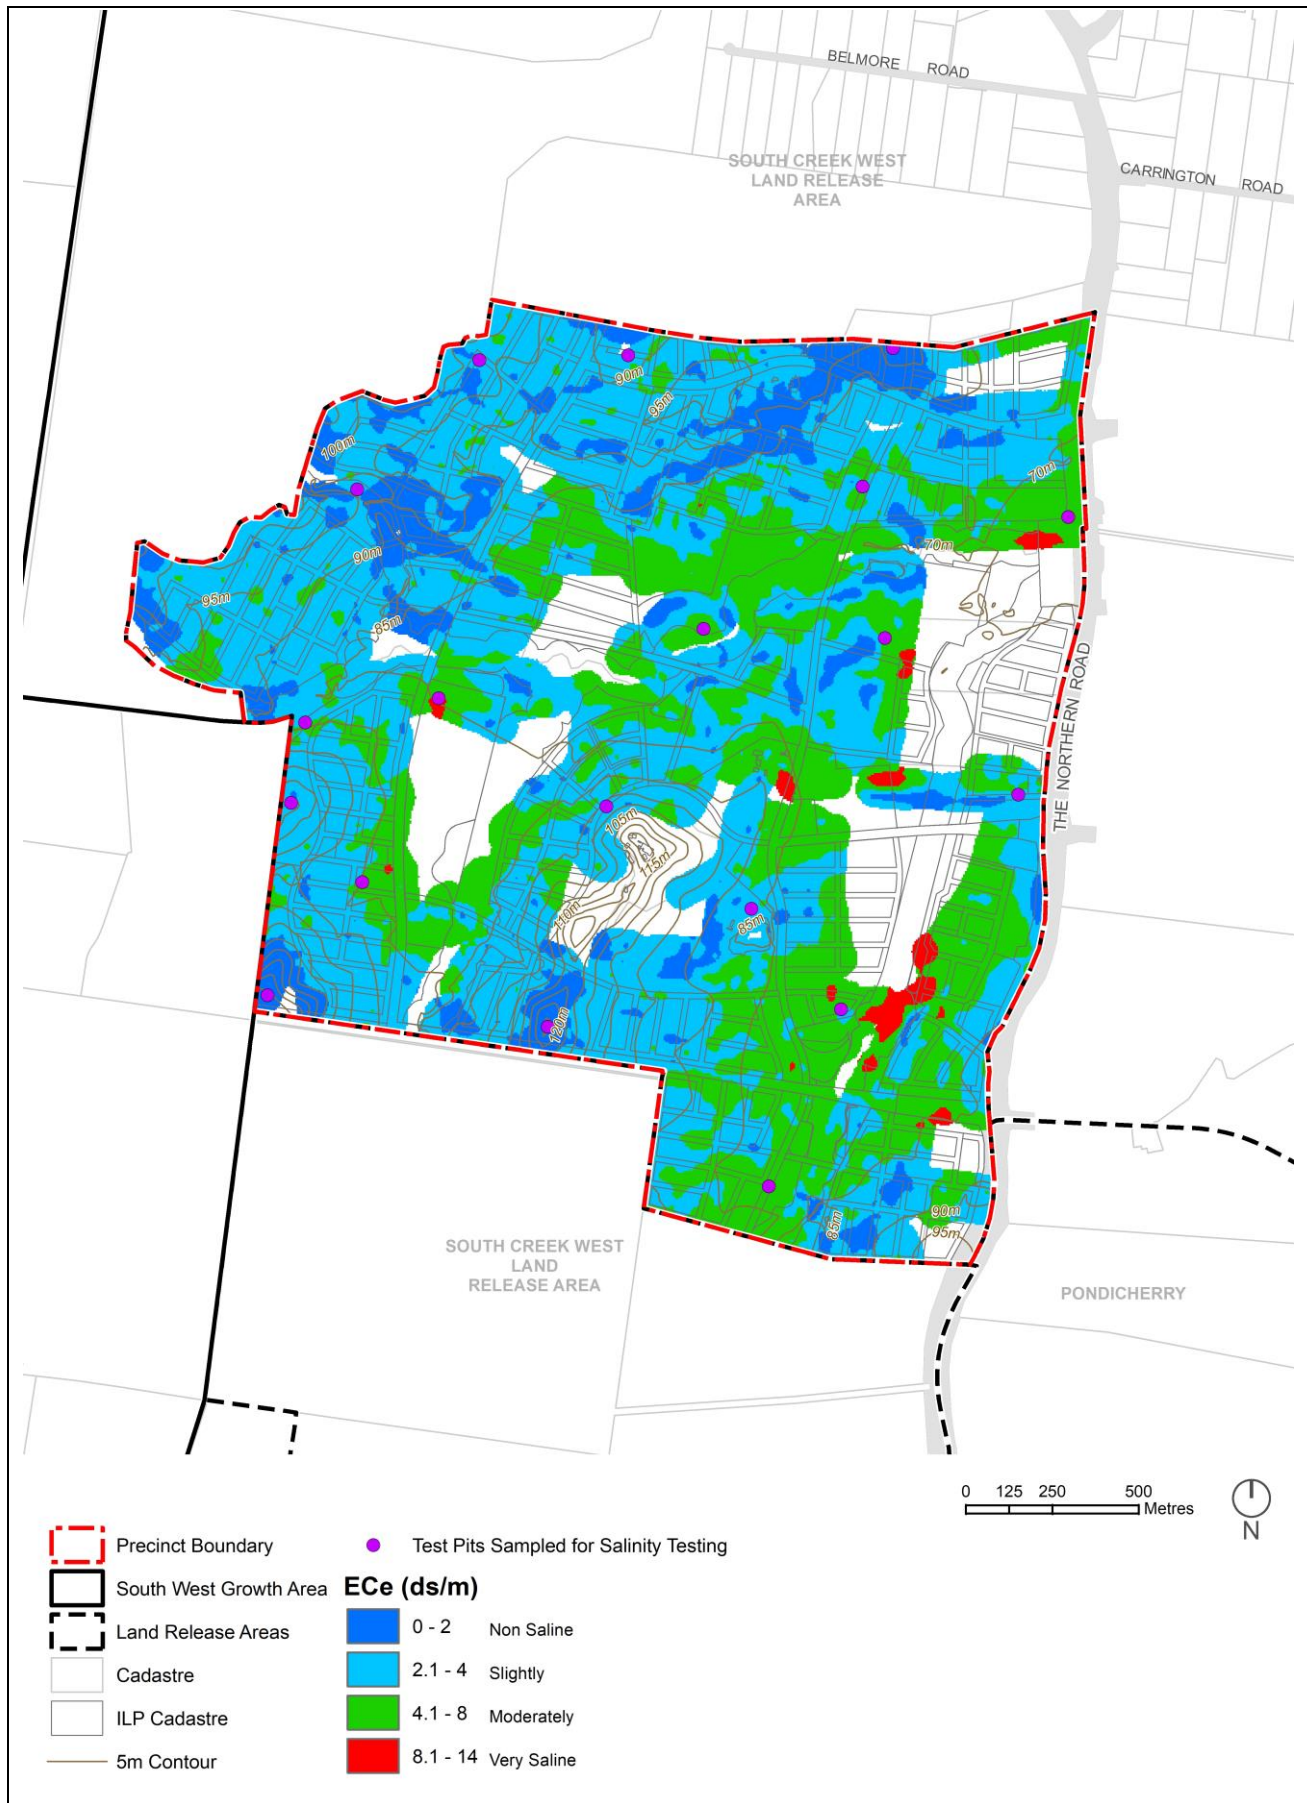 BELMORE ROAD
SOUTH CREEK WEST
LAND RELEASE
AREA
CARRINGTON ROAD
90m
95m
100m
70m
90m
70m
95m
85m
THE NORTHERN ROAD
105m
115m
110m
85m
120m
90m
85m
95m
SOUTH CREEK WEST
LAND
RELEASE AREA
PONDICHERRY
0 125 250 500
Metres
N
Precinct Boundary
South West Growth Area
Land Release Areas
Cadastre
ILP Cadastre
5m Contour
Test Pits Sampled for Salinity Testing
ECe (ds/m)
0 - 2 Non Saline
2.1 - 4 Slightly
4.1 - 8 Moderately
8.1 - 14 Very Saline